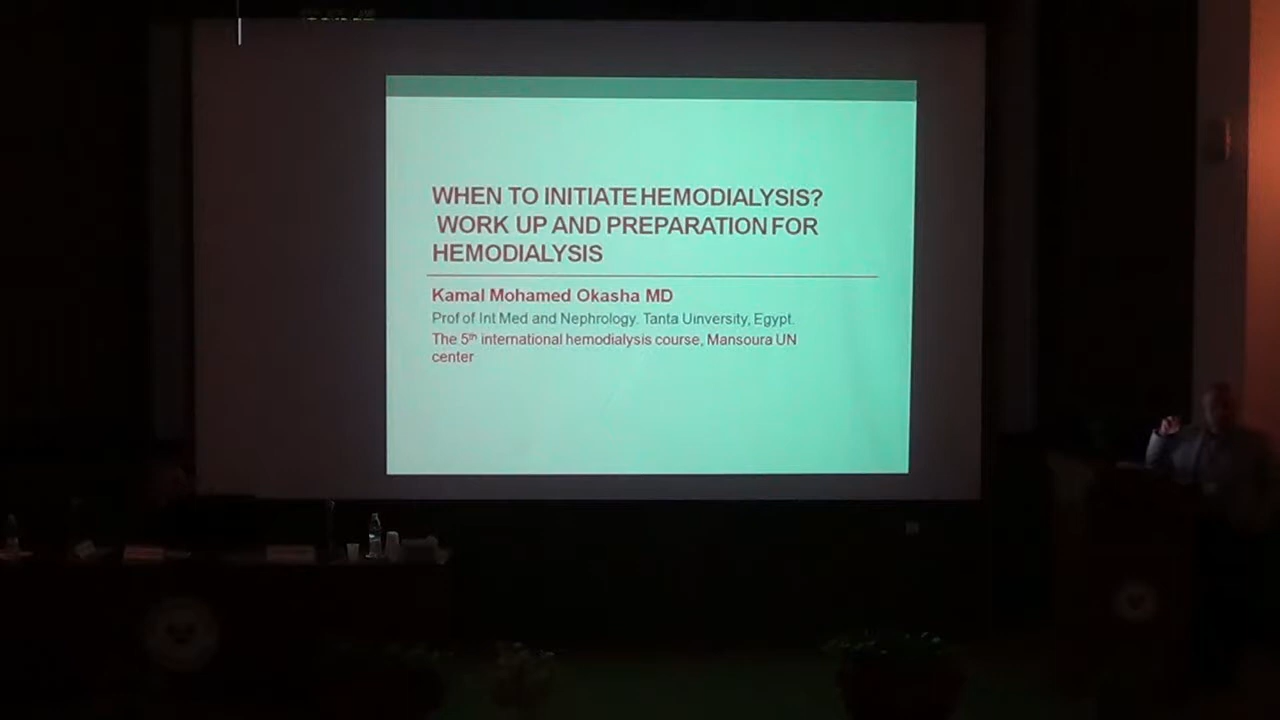 WHEN TO INITIATE HEMODIALYSIS?
WORK UP AND PREPARATION FOR
HEMODIALYSIS
Kamal Mohamed Okasha MD
Prof of Int Med and Nephrology. Tanta Uinversity, Egypt.
The 5th international hemodialysis course, Mansoura UN
center